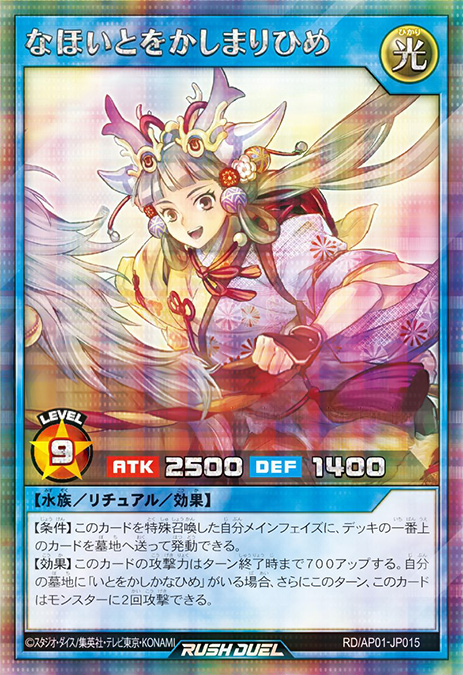 なほいとをかしまりひめ
ひかり
光
LEVEL
9
ATK 2500 DEF 1400
【水族／リチュアル／効果】
【条件】このカードを特殊召喚した自分メインフェイズに、デッキの一番上
のカードを墓地へ送って発動できる。
【効果】このカードの攻撃力はターン終了時まで700アップする。自分
の墓地に「いとをかしかなひめ」がいる場合、さらにこのターン、このカード
はモンスターに2回攻撃できる。
©スタジオ・ダイス/集英社・テレビ東京・KONAMI
RUSH DUEL
RD/AP01-JP015